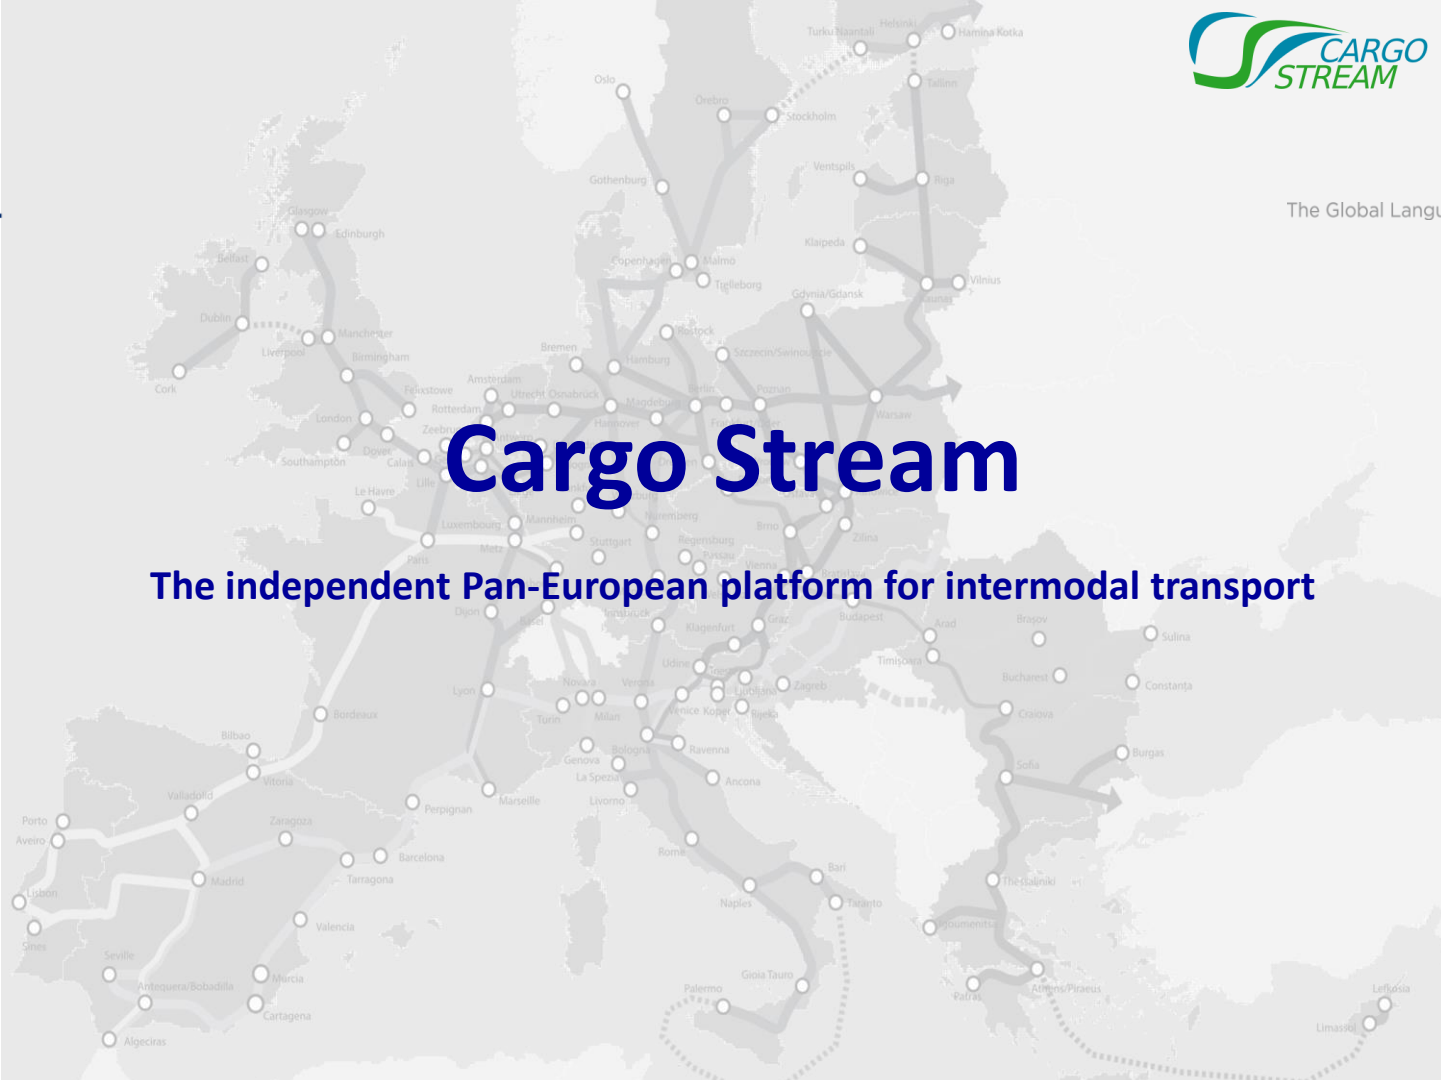 Helsinki
Turku Naantali
Hamina Kotka
CARGO
STREAM
Oslo
Tallinn
Örebro
Stockholm
Ventspils
Riga
Gothenburg
The Global Langu
Glasgow
Edinburgh
Klaipeda
Belfast
Copenhagen
Malmö
Trelleborg
Vilnius
Kaunas
Gdynia/Gdansk
Dublin
Manchester
Liverpool
Rostock
Birmingham
Bremen
Hamburg
Szczecin/Swinoujscie
Cork
Amsterdam
Felixstowe
Utrecht
Osnabrück
Berlin
Poznan
Magdeburg
Rotterdam
London
Hannover
Warsaw
Dover
Southampton
Calais
Cargo Stream
Lille
Le Havre
Luxembourg
Mannheim
Nuremberg
Brno
Zilina
Paris
Metz
Stuttgart
Regensburg
Passau
Vienna
The independent Pan-European platform for intermodal transport
Dijon
Basel
Innsbruck
Klagenfurt
Graz
Budapest
Arad
Brașov
Sulina
Udine
Timișoara
Lyon
Novara
Verona
Ljubljana
Zagreb
Bucharest
Constanța
Bordeaux
Turin
Milan
Venice
Koper
Rijeka
Craiova
Bilbao
Vitoria
Genova
Bologna
Ravenna
Sofia
Burgas
La Spezia
Ancona
Valladolid
Perpignan
Marseille
Livorno
Porto
Zaragoza
Aveiro
Rome
Barcelona
Tarragona
Madrid
Bari
Thessaloniki
Lisbon
Naples
Taranto
Valencia
Igoumenitsa
Sines
Seville
Murcia
Gioia Tauro
Antequera/Bobadilla
Palermo
Patras
Athens/Piraeus
Lefkosia
Cartagena
Limassol
Algeciras